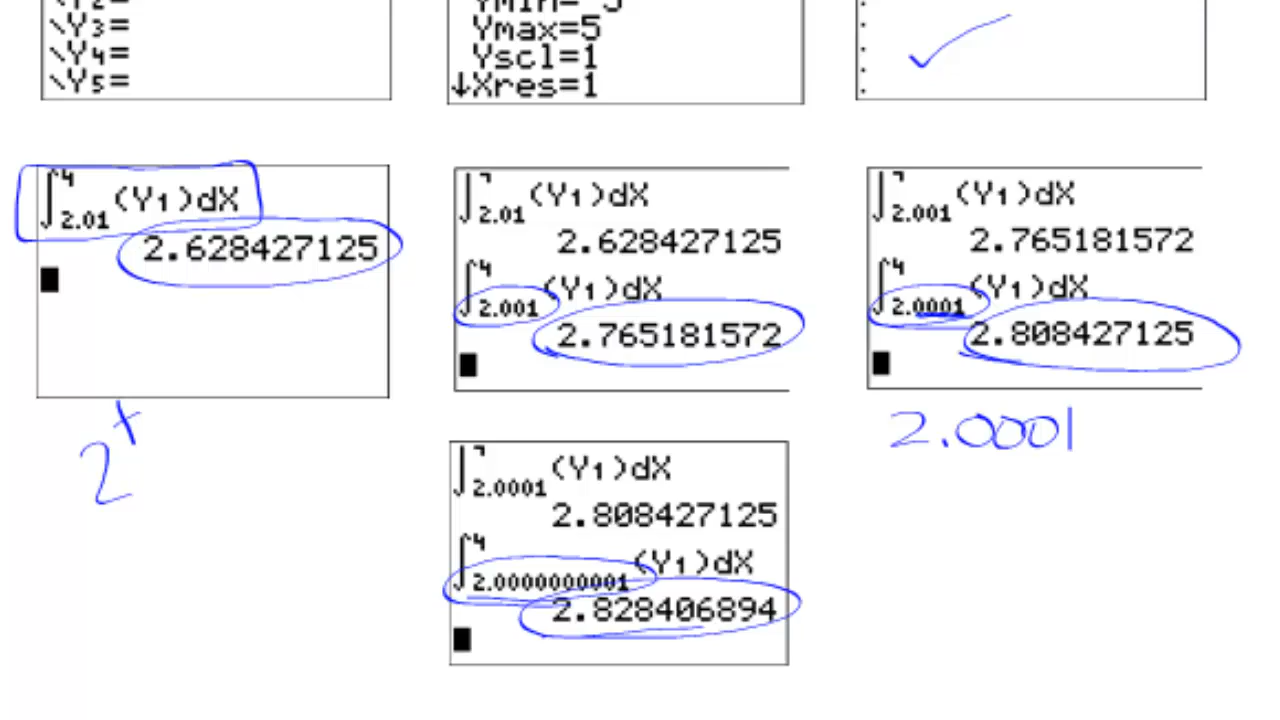 \Y3=
\Y4=
\Y5=
Ymax=5
Yscl=1
↓Xres=1
∫ 4 2.01 (Y1)dX
2.628427125
∫ 2.01 (Y1)dX
2.628427125
∫ 4 2.001 (Y1)dX
2.765181572
∫ 2.001 (Y1)dX
2.765181572
∫ 4 2.0001 (Y1)dX
2.808427125
2⁺
2.0001
∫ 2.0001 (Y1)dX
2.808427125
∫ 4 2.0000000001 (Y1)dX
2.828406894